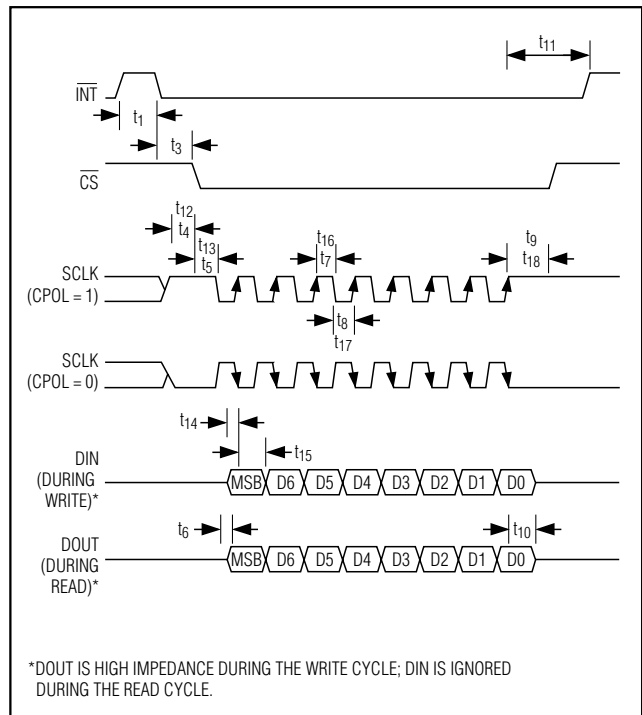 t11
INT
t1
t3
CS
t12
t4
t13
t5
t16
t7
t9
t18
SCLK
(CPOL = 1)
t8
t17
SCLK
(CPOL = 0)
t14
t15
DIN
(DURING
WRITE)*
MSB D6 D5 D4 D3 D2 D1 D0
t6
t10
DOUT
(DURING
READ)*
MSB D6 D5 D4 D3 D2 D1 D0
*DOUT IS HIGH IMPEDANCE DURING THE WRITE CYCLE; DIN IS IGNORED
DURING THE READ CYCLE.